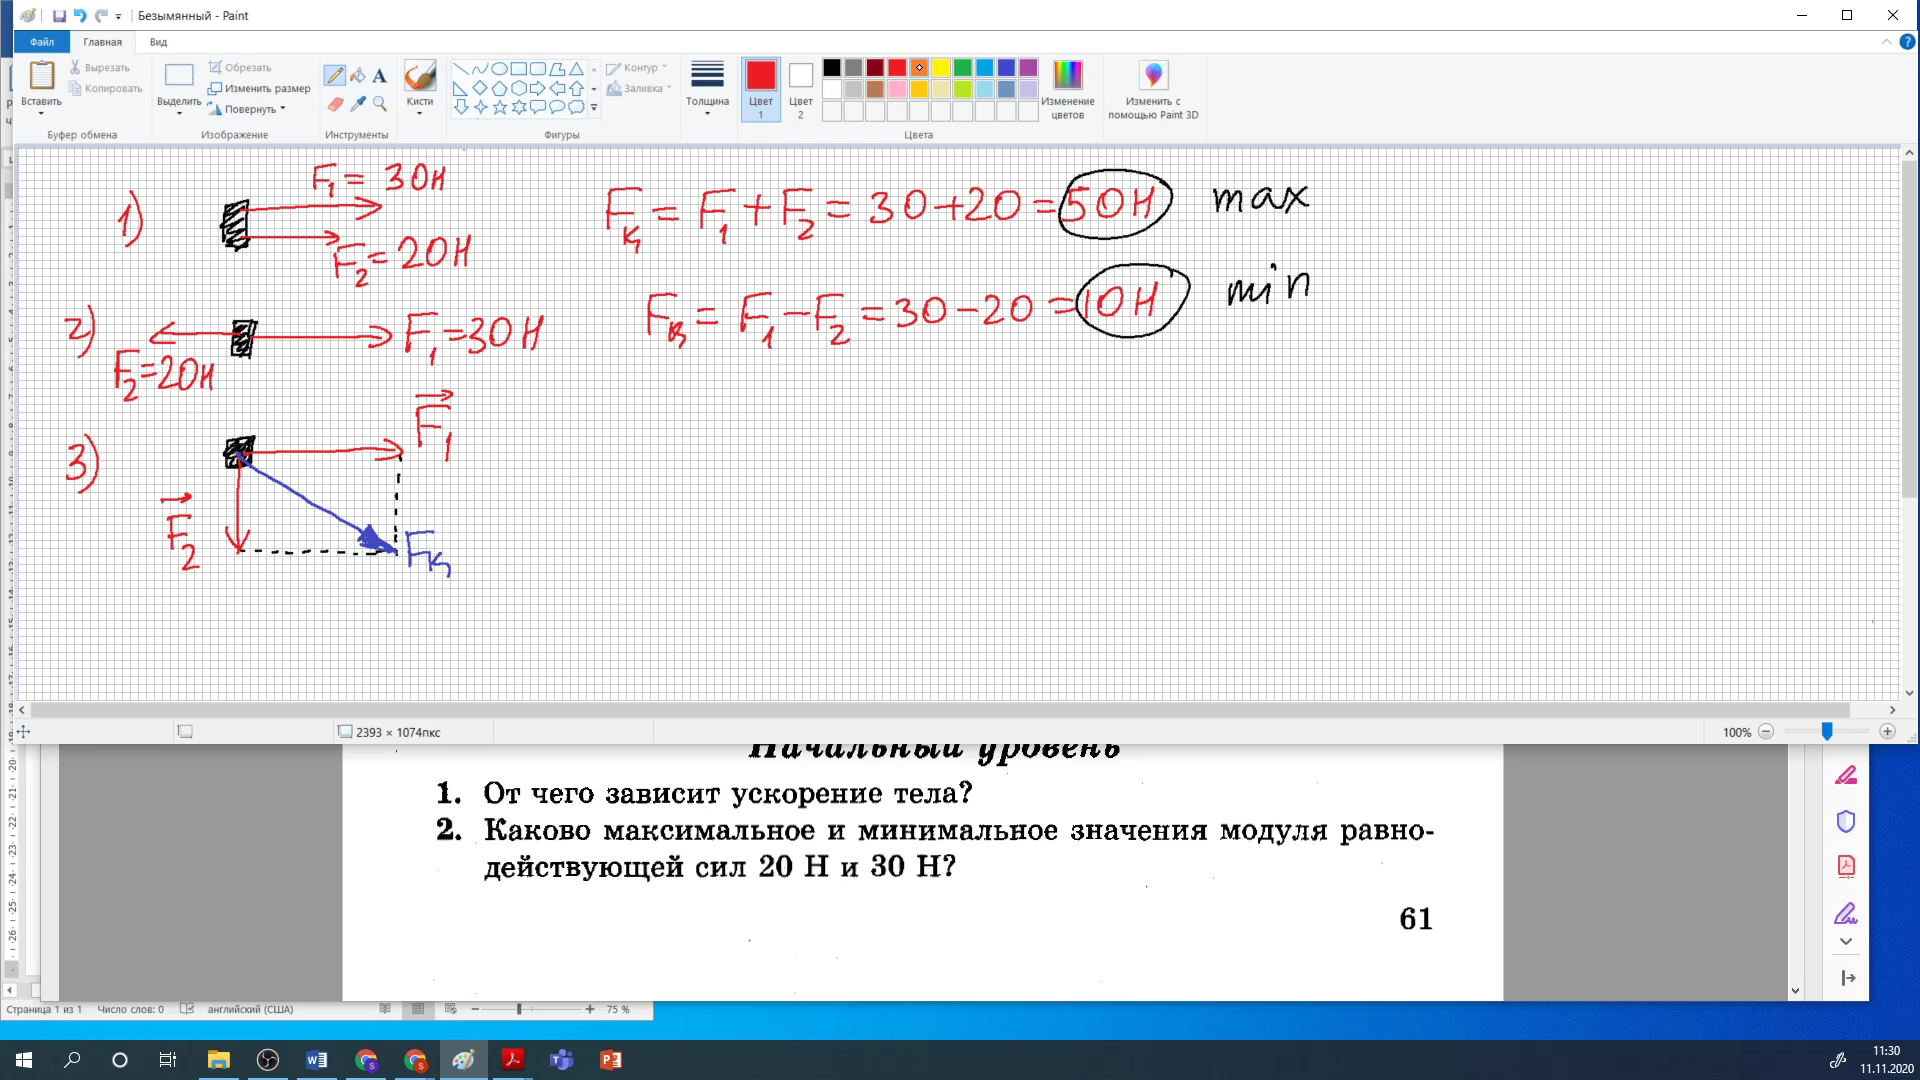 Безымянный - Paint
Файл
Главная
Вид
Вставить
Вырезать
Копировать
Буфер обмена
Выделить
Обрезать
Изменить размер
Повернуть
Изображение
Инструменты
Кисти
Контур
Заливка
Фигуры
Толщина
Цвет 1
Цвет 2
Изменение цветов
Цвета
Изменить с помощью Paint 3D
1)
F₁ = 30Н
F₂ = 20Н
= F₁ + F₂ = 30 + 20 = 50Н max
2)
F₂ = 20Н
F₁ = 30Н
= F₁ - F₂ = 30 - 20 = 10Н min
3)
F₁
F₂
2393 × 1074пкс
100%
Начальный уровень
1. От чего зависит ускорение тела?
2. Каково максимальное и минимальное значения модуля равно-
действующей сил 20 Н и 30 Н?
61
Страница 1 из 1
Число слов: 0
английский (США)
75 %
11:30
11.11.2020